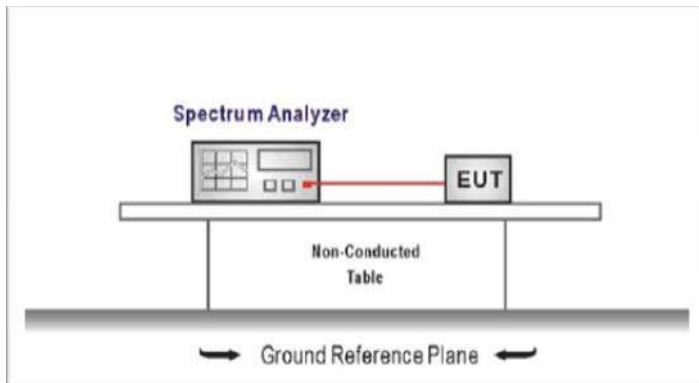 Spectrum Analyzer
EUT
Non-Conducted
Table
Ground Reference Plane